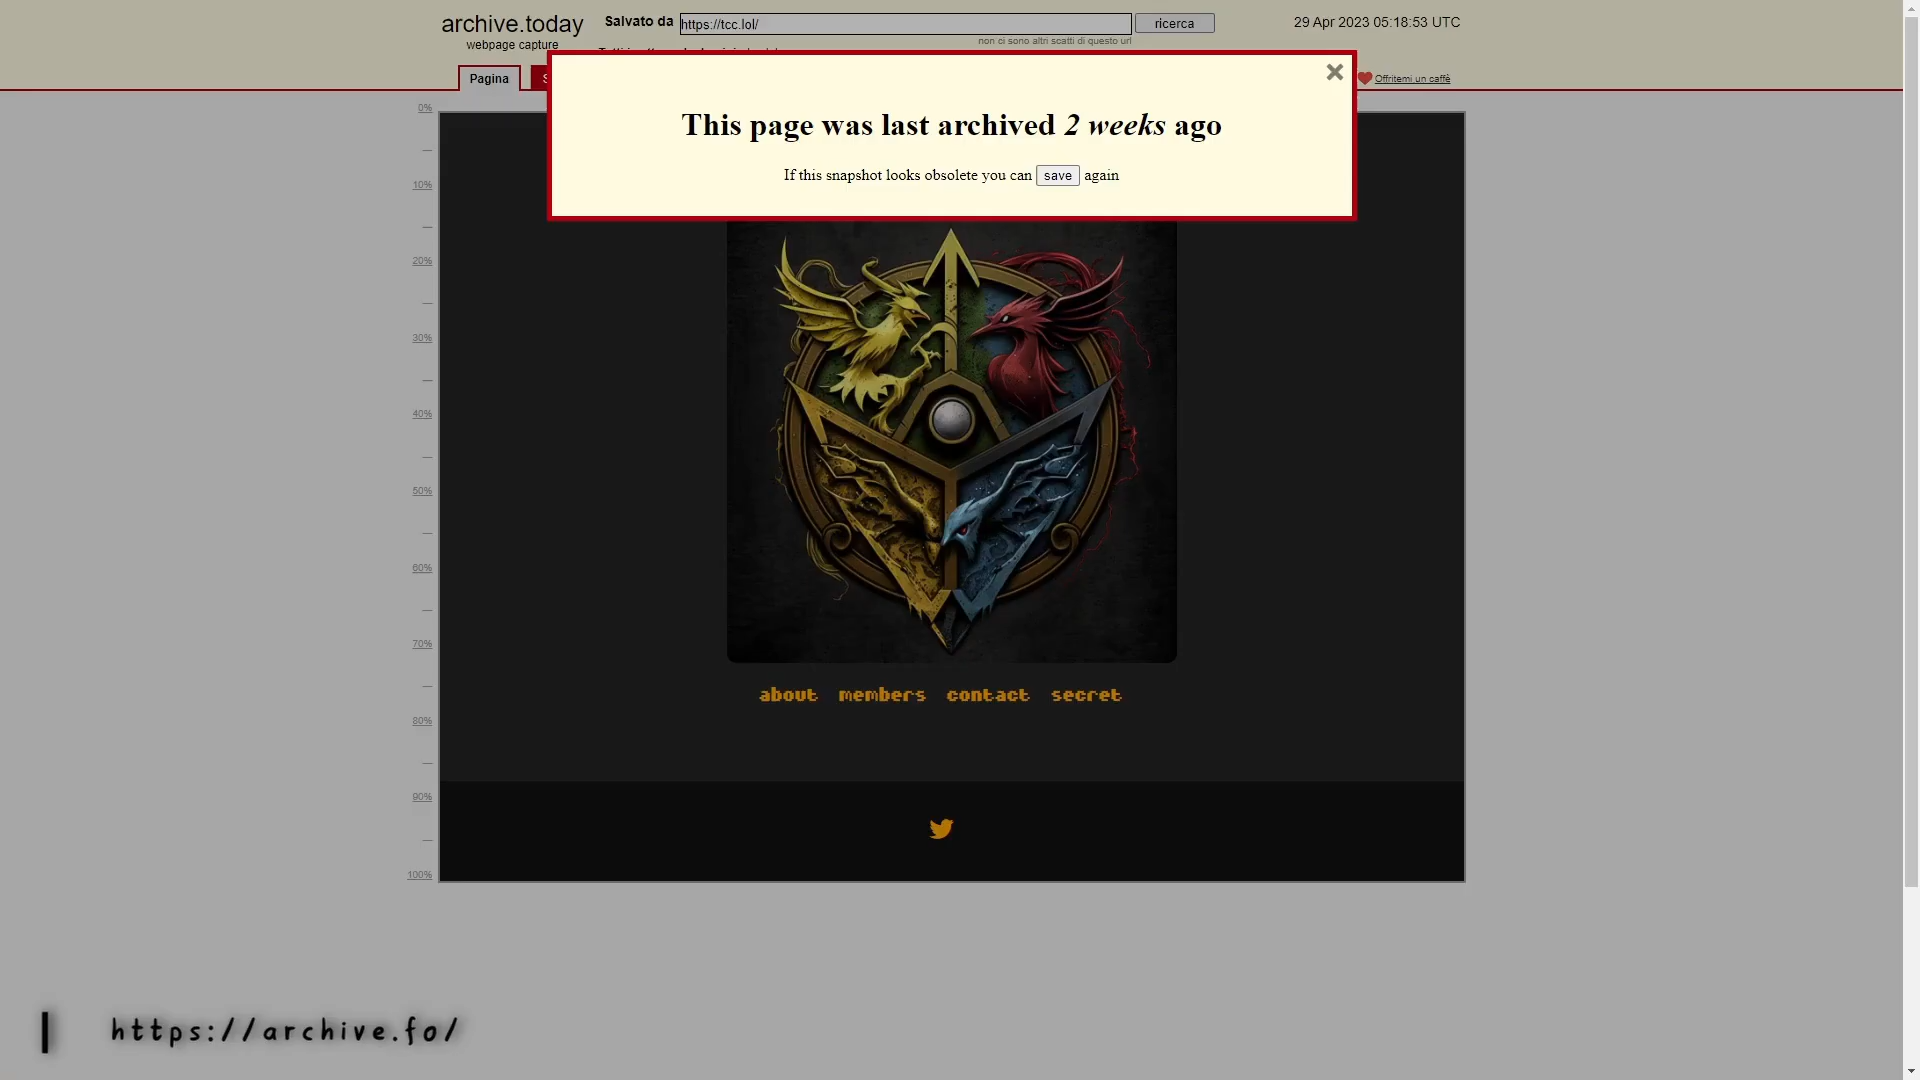 archive.today
webpage capture
Salvato da
https://tcc.lol/
ricerca
29 Apr 2023 05:18:53 UTC
non ci sono altri scatti di questo url
Pagina
Offritemi un caffè
This page was last archived 2 weeks ago
If this snapshot looks obsolete you can save again
0%
10%
20%
30%
40%
50%
60%
70%
80%
90%
100%
about members contact secret
https://archive.fo/